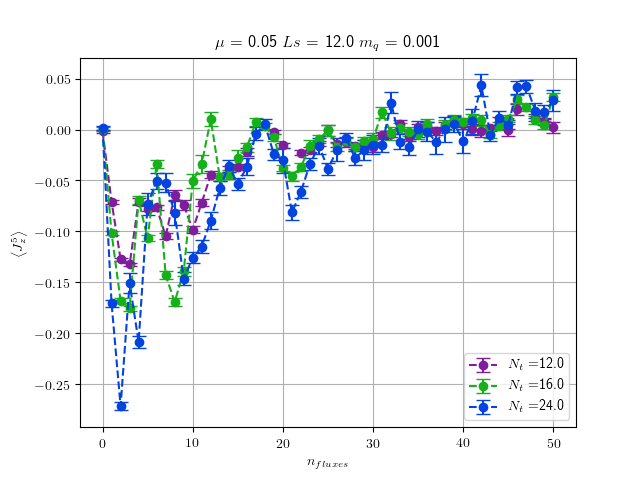 μ = 0.05 Ls = 12.0 m_q = 0.001
0.05
0.00
−0.05
−0.10
−0.15
−0.20
−0.25
⟨J_z^5⟩
N_t =12.0
N_t =16.0
N_t =24.0
0 10 20 30 40 50
n_fluxes